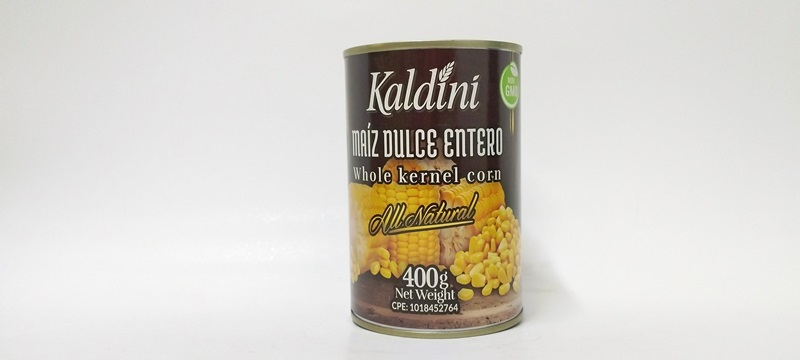 Kaldini
NON
GMO
MAÍZ DULCE ENTERO
Whole kernel corn
All Natural
400g
Net Weight
CPE: 1018452764